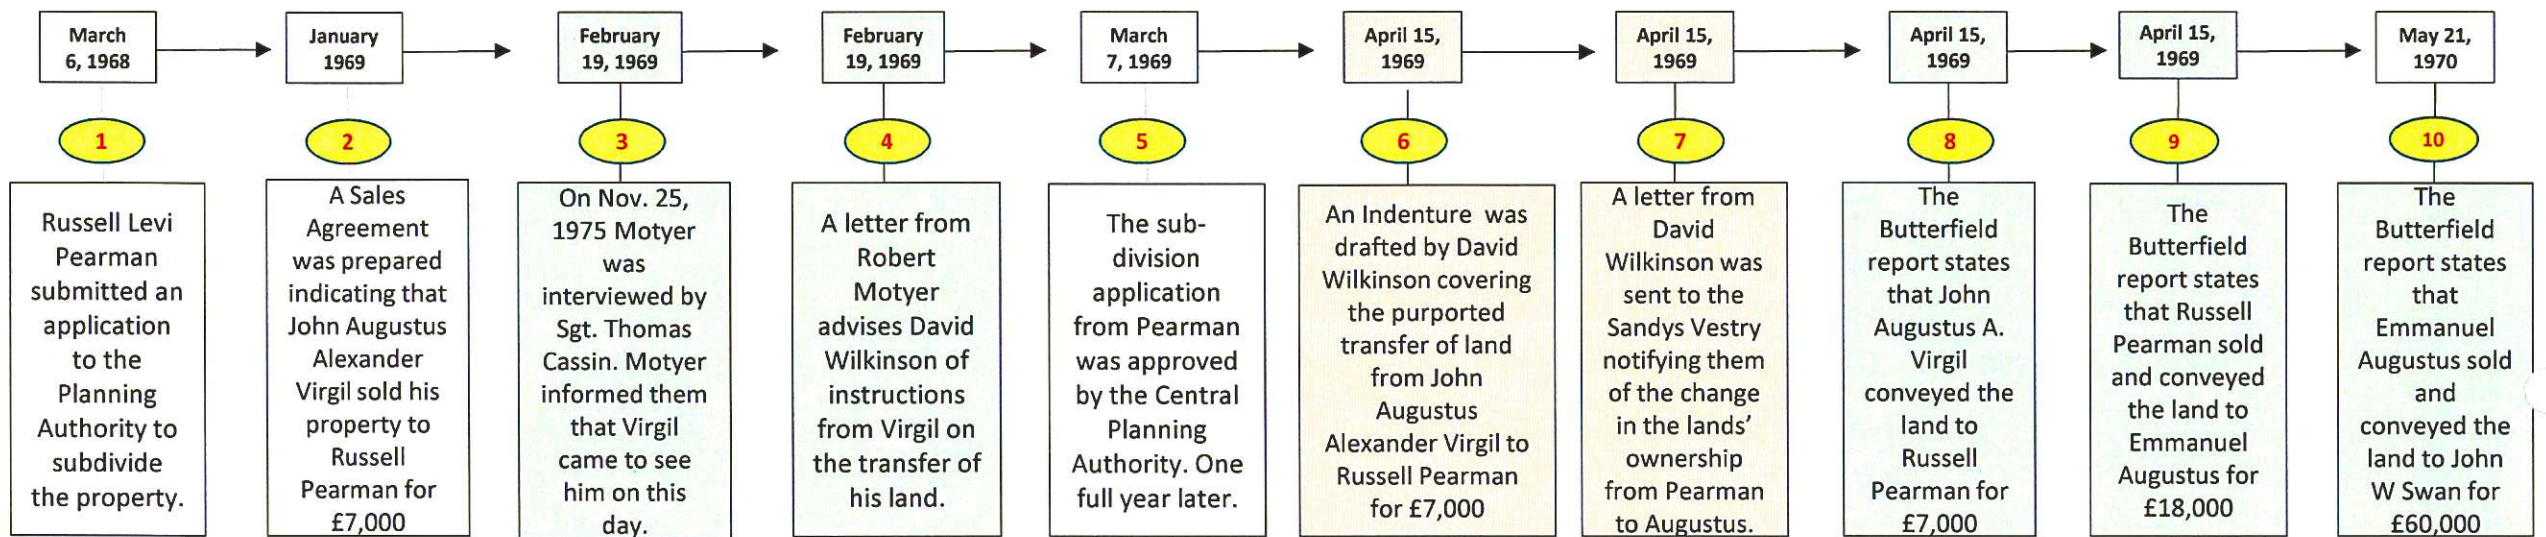 March
6, 1968
January
1969
February
19, 1969
February
19, 1969
March
7, 1969
April 15,
1969
April 15,
1969
April 15,
1969
April 15,
1969
May 21,
1970
1
2
3
4
5
6
7
8
9
10
Russell Levi
Pearman
submitted an
application
to the
Planning
Authority to
subdivide
the property.
A Sales
Agreement
was prepared
indicating that
John Augustus
Alexander
Virgil sold his
property to
Russell
Pearman for
£7,000
On Nov. 25,
1975 Motyer
was
interviewed by
Sgt. Thomas
Cassin. Motyer
informed them
that Virgil
came to see
him on this
day.
A letter from
Robert
Motyer
advises David
Wilkinson of
instructions
from Virgil on
the transfer of
his land.
The sub-
division
application
from Pearman
was approved
by the Central
Planning
Authority. One
full year later.
An Indenture was
drafted by David
Wilkinson covering
the purported
transfer of land
from John
Augustus
Alexander Virgil to
Russell Pearman
for £7,000
A letter from
David
Wilkinson was
sent to the
Sandys Vestry
notifying them
of the change
in the lands’
ownership
from Pearman
to Augustus.
The
Butterfield
report states
that John
Augustus A.
Virgil
conveyed the
land to
Russell
Pearman for
£7,000
The
Butterfield
report states
that Russell
Pearman sold
and conveyed
the land to
Emmanuel
Augustus for
£18,000
The
Butterfield
report states
that
Emmanuel
Augustus sold
and
conveyed the
land to John
W Swan for
£60,000